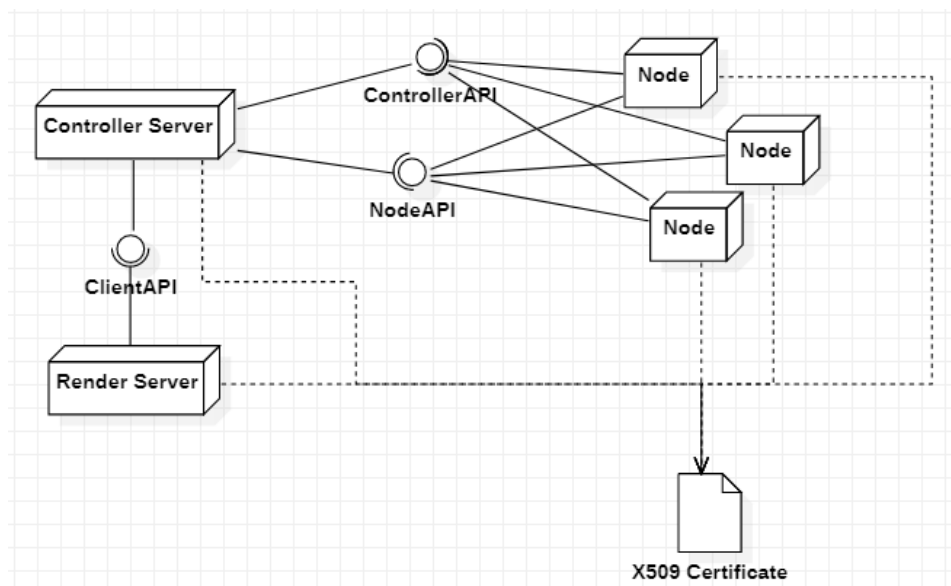 Node
ControllerAPI
Controller Server
Node
NodeAPI
Node
ClientAPI
Render Server
X509 Certificate